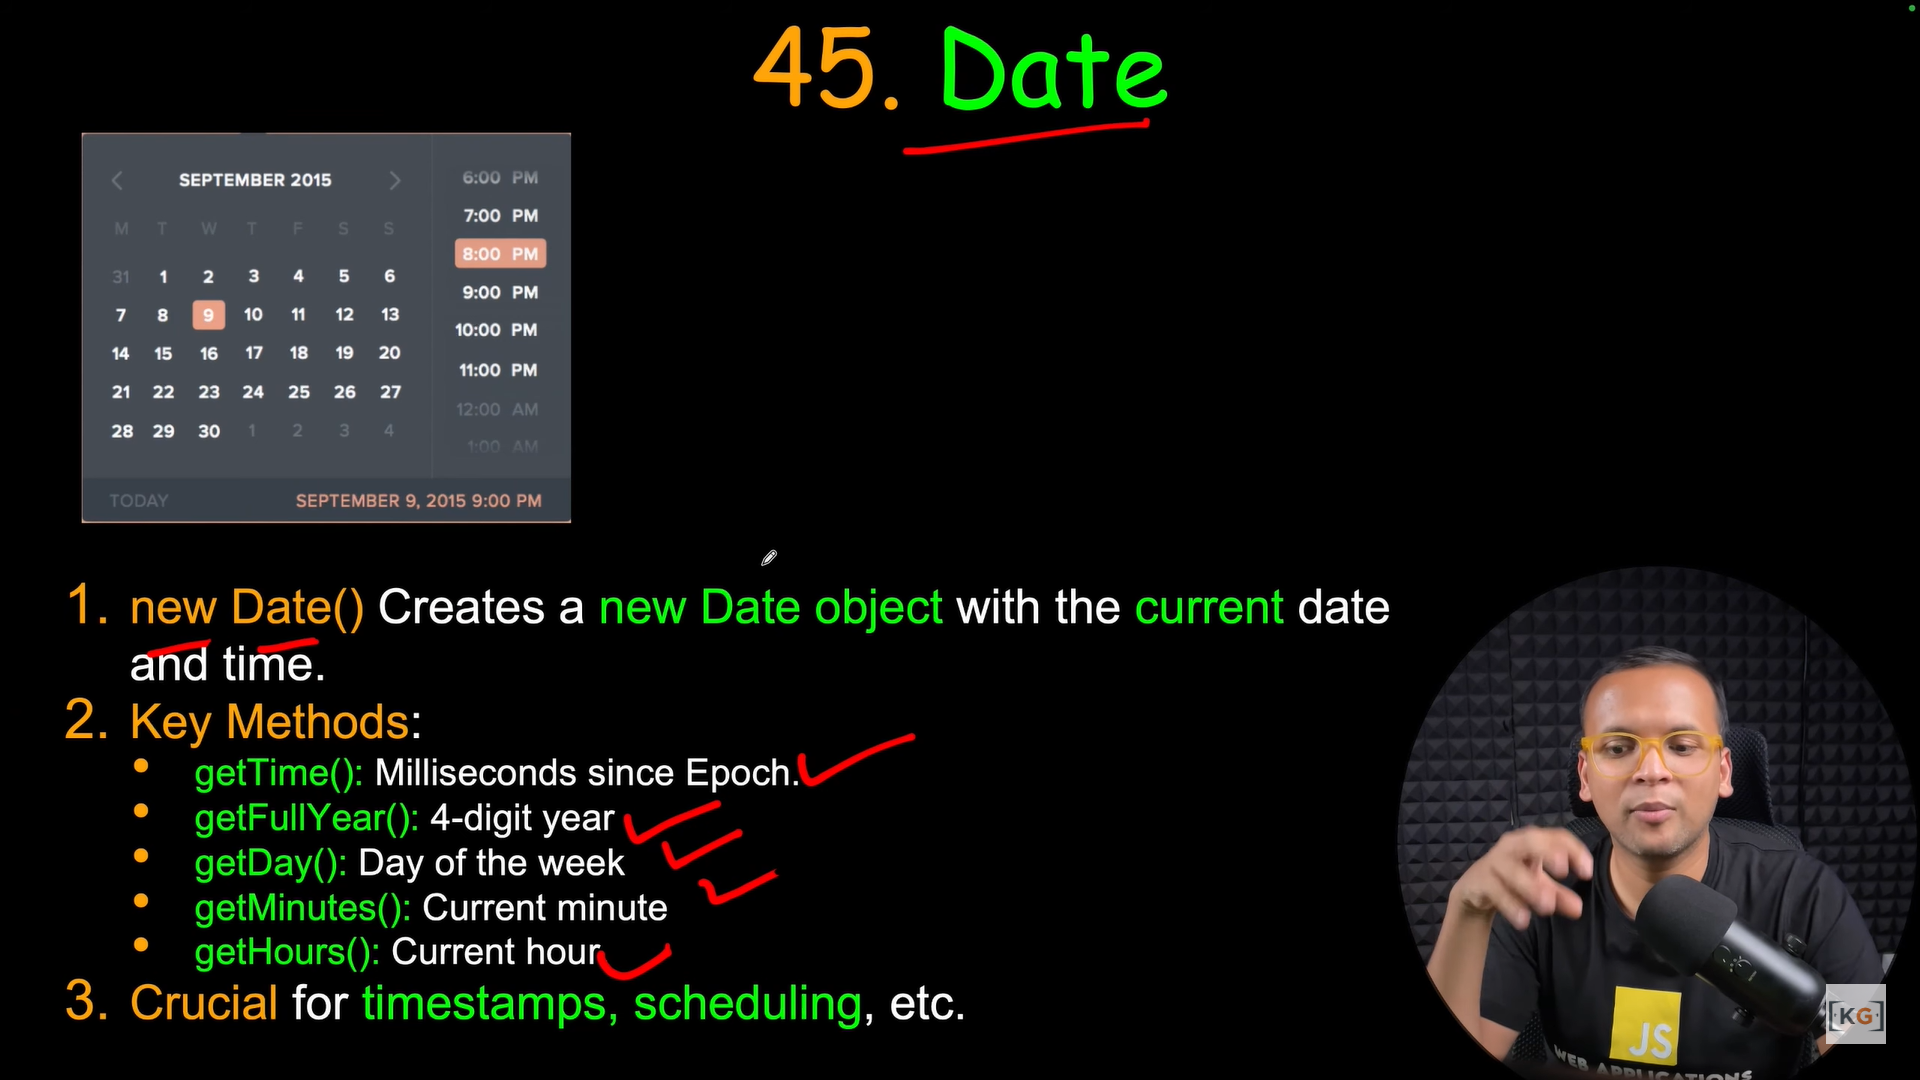 45. Date
SEPTEMBER 2015
M T W T F S S
31 1 2 3 4 5 6
7 8 9 10 11 12 13
14 15 16 17 18 19 20
21 22 23 24 25 26 27
28 29 30 1 2 3 4
6:00 PM
7:00 PM
8:00 PM
9:00 PM
10:00 PM
11:00 PM
12:00 AM
1:00 AM
TODAY SEPTEMBER 9, 2015 9:00 PM
1. new Date() Creates a new Date object with the current date
and time.
2. Key Methods:
• getTime(): Milliseconds since Epoch.
• getFullYear(): 4-digit year
• getDay(): Day of the week
• getMinutes(): Current minute
• getHours(): Current hour
3. Crucial for timestamps, scheduling, etc.
JS
WEB APPLICATIONS
[KG]